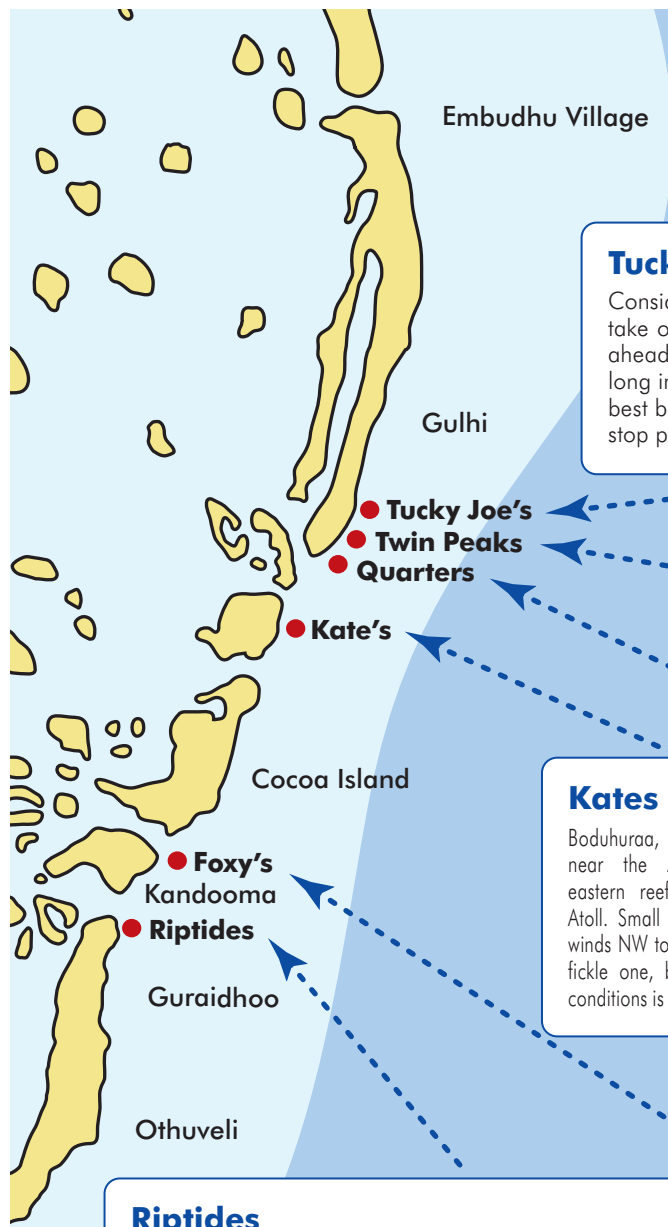 Embudhu Village
Tuck
Consid
take o
ahead
long in
best b
stop p
Gulhi
Tucky Joe's
Twin Peaks
Quarters
Kate's
Cocoa Island
Kates
Boduhuraa,
near the
eastern reef
Atoll. Small
winds NW to
fickle one, b
conditions is
Foxy's
Kandooma
Riptides
Guraidhoo
Othuveli
Riptides